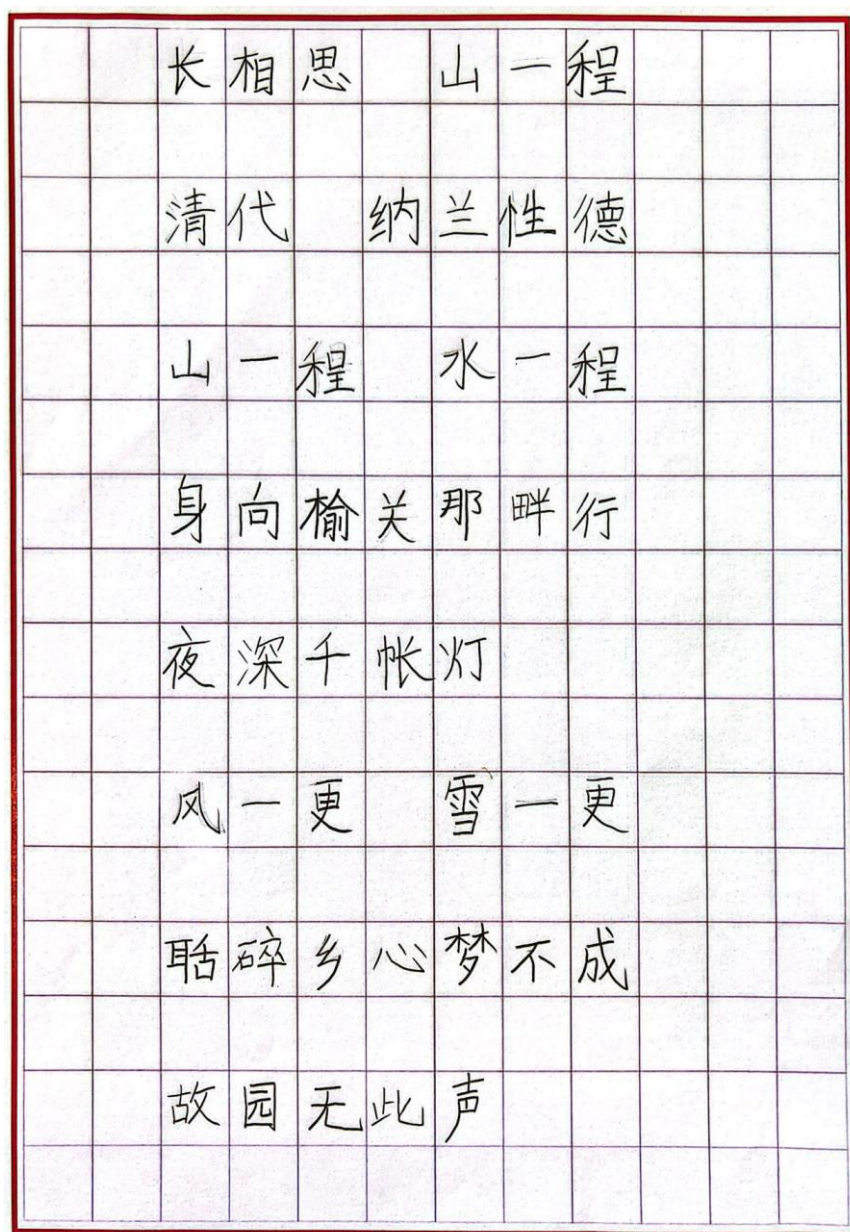 长相思 山一程
清代 纳兰性德
山一程 水一程
身向榆关那畔行
夜深千帐灯
风一更 雪一更
聒碎乡心梦不成
故园无此声